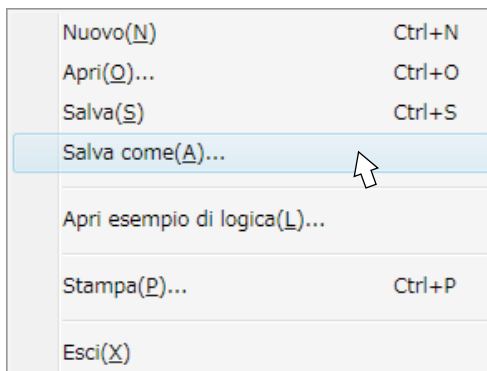 Nuovo(N) Ctrl+N
Apri(O)... Ctrl+O
Salva(S) Ctrl+S
Salva come(A)...
Apri esempio di logica(L)...
Stampa(P)... Ctrl+P
Esci(X)